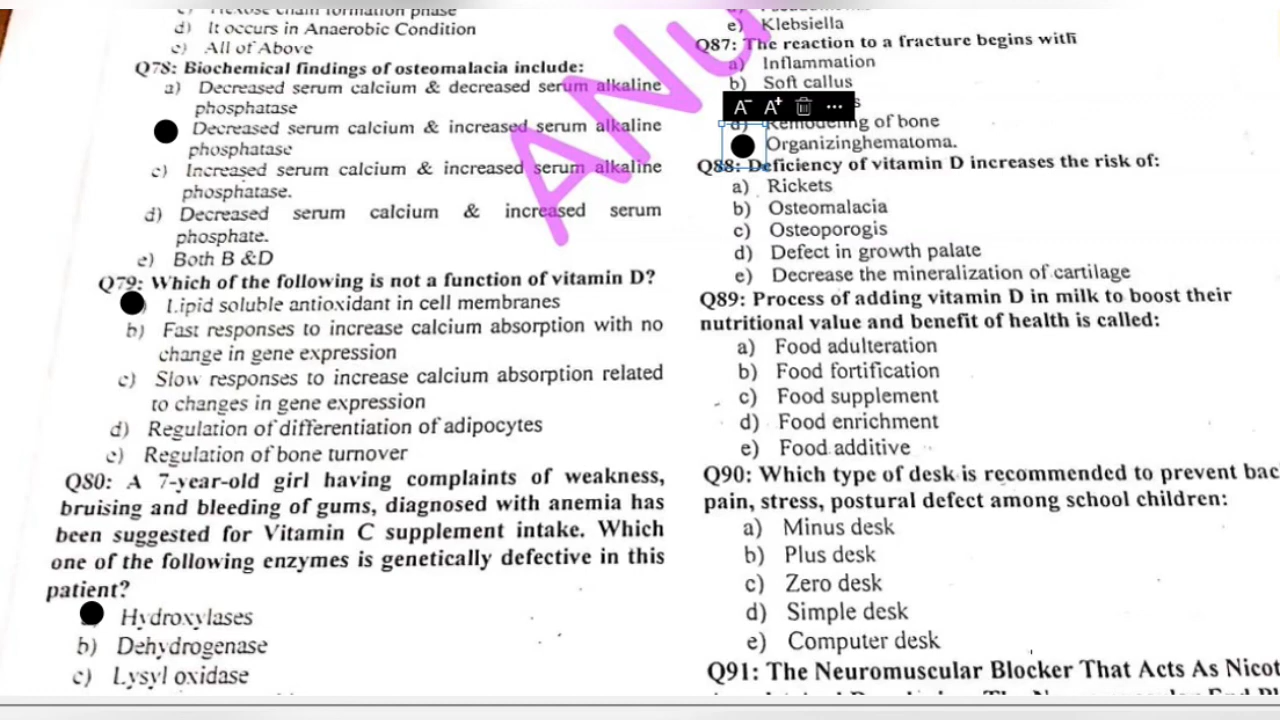 d) It occurs in Anaerobic Condition
e) All of Above
Q78: Biochemical findings of osteomalacia include:
a) Decreased serum calcium & decreased serum alkaline
phosphatase
Decreased serum calcium & increased serum alkaline
phosphatase
c) Increased serum calcium & increased serum alkaline
phosphatase.
d) Decreased serum calcium & increased serum
phosphate.
e) Both B &D
Q79: Which of the following is not a function of vitamin D?
Lipid soluble antioxidant in cell membranes
b) Fast responses to increase calcium absorption with no
change in gene expression
c) Slow responses to increase calcium absorption related
to changes in gene expression
d) Regulation of differentiation of adipocytes
e) Regulation of bone turnover
Q80: A 7-year-old girl having complaints of weakness,
bruising and bleeding of gums, diagnosed with anemia has
been suggested for Vitamin C supplement intake. Which
one of the following enzymes is genetically defective in this
patient?
Hydroxylases
b) Dehydrogenase
c) Lysyl oxidase
e) Klebsiella
Q87: The reaction to a fracture begins with
a) Inflammation
b) Soft callus
A- A+ ...
d) Remodeling of bone
Organizinghematoma.
Q88: Deficiency of vitamin D increases the risk of:
a) Rickets
b) Osteomalacia
c) Osteoporogis
d) Defect in growth palate
e) Decrease the mineralization of cartilage
Q89: Process of adding vitamin D in milk to boost their
nutritional value and benefit of health is called:
a) Food adulteration
b) Food fortification
c) Food supplement
d) Food enrichment
e) Food additive
Q90: Which type of desk is recommended to prevent bac
pain, stress, postural defect among school children:
a) Minus desk
b) Plus desk
c) Zero desk
d) Simple desk
e) Computer desk
Q91: The Neuromuscular Blocker That Acts As Nicot
ANU